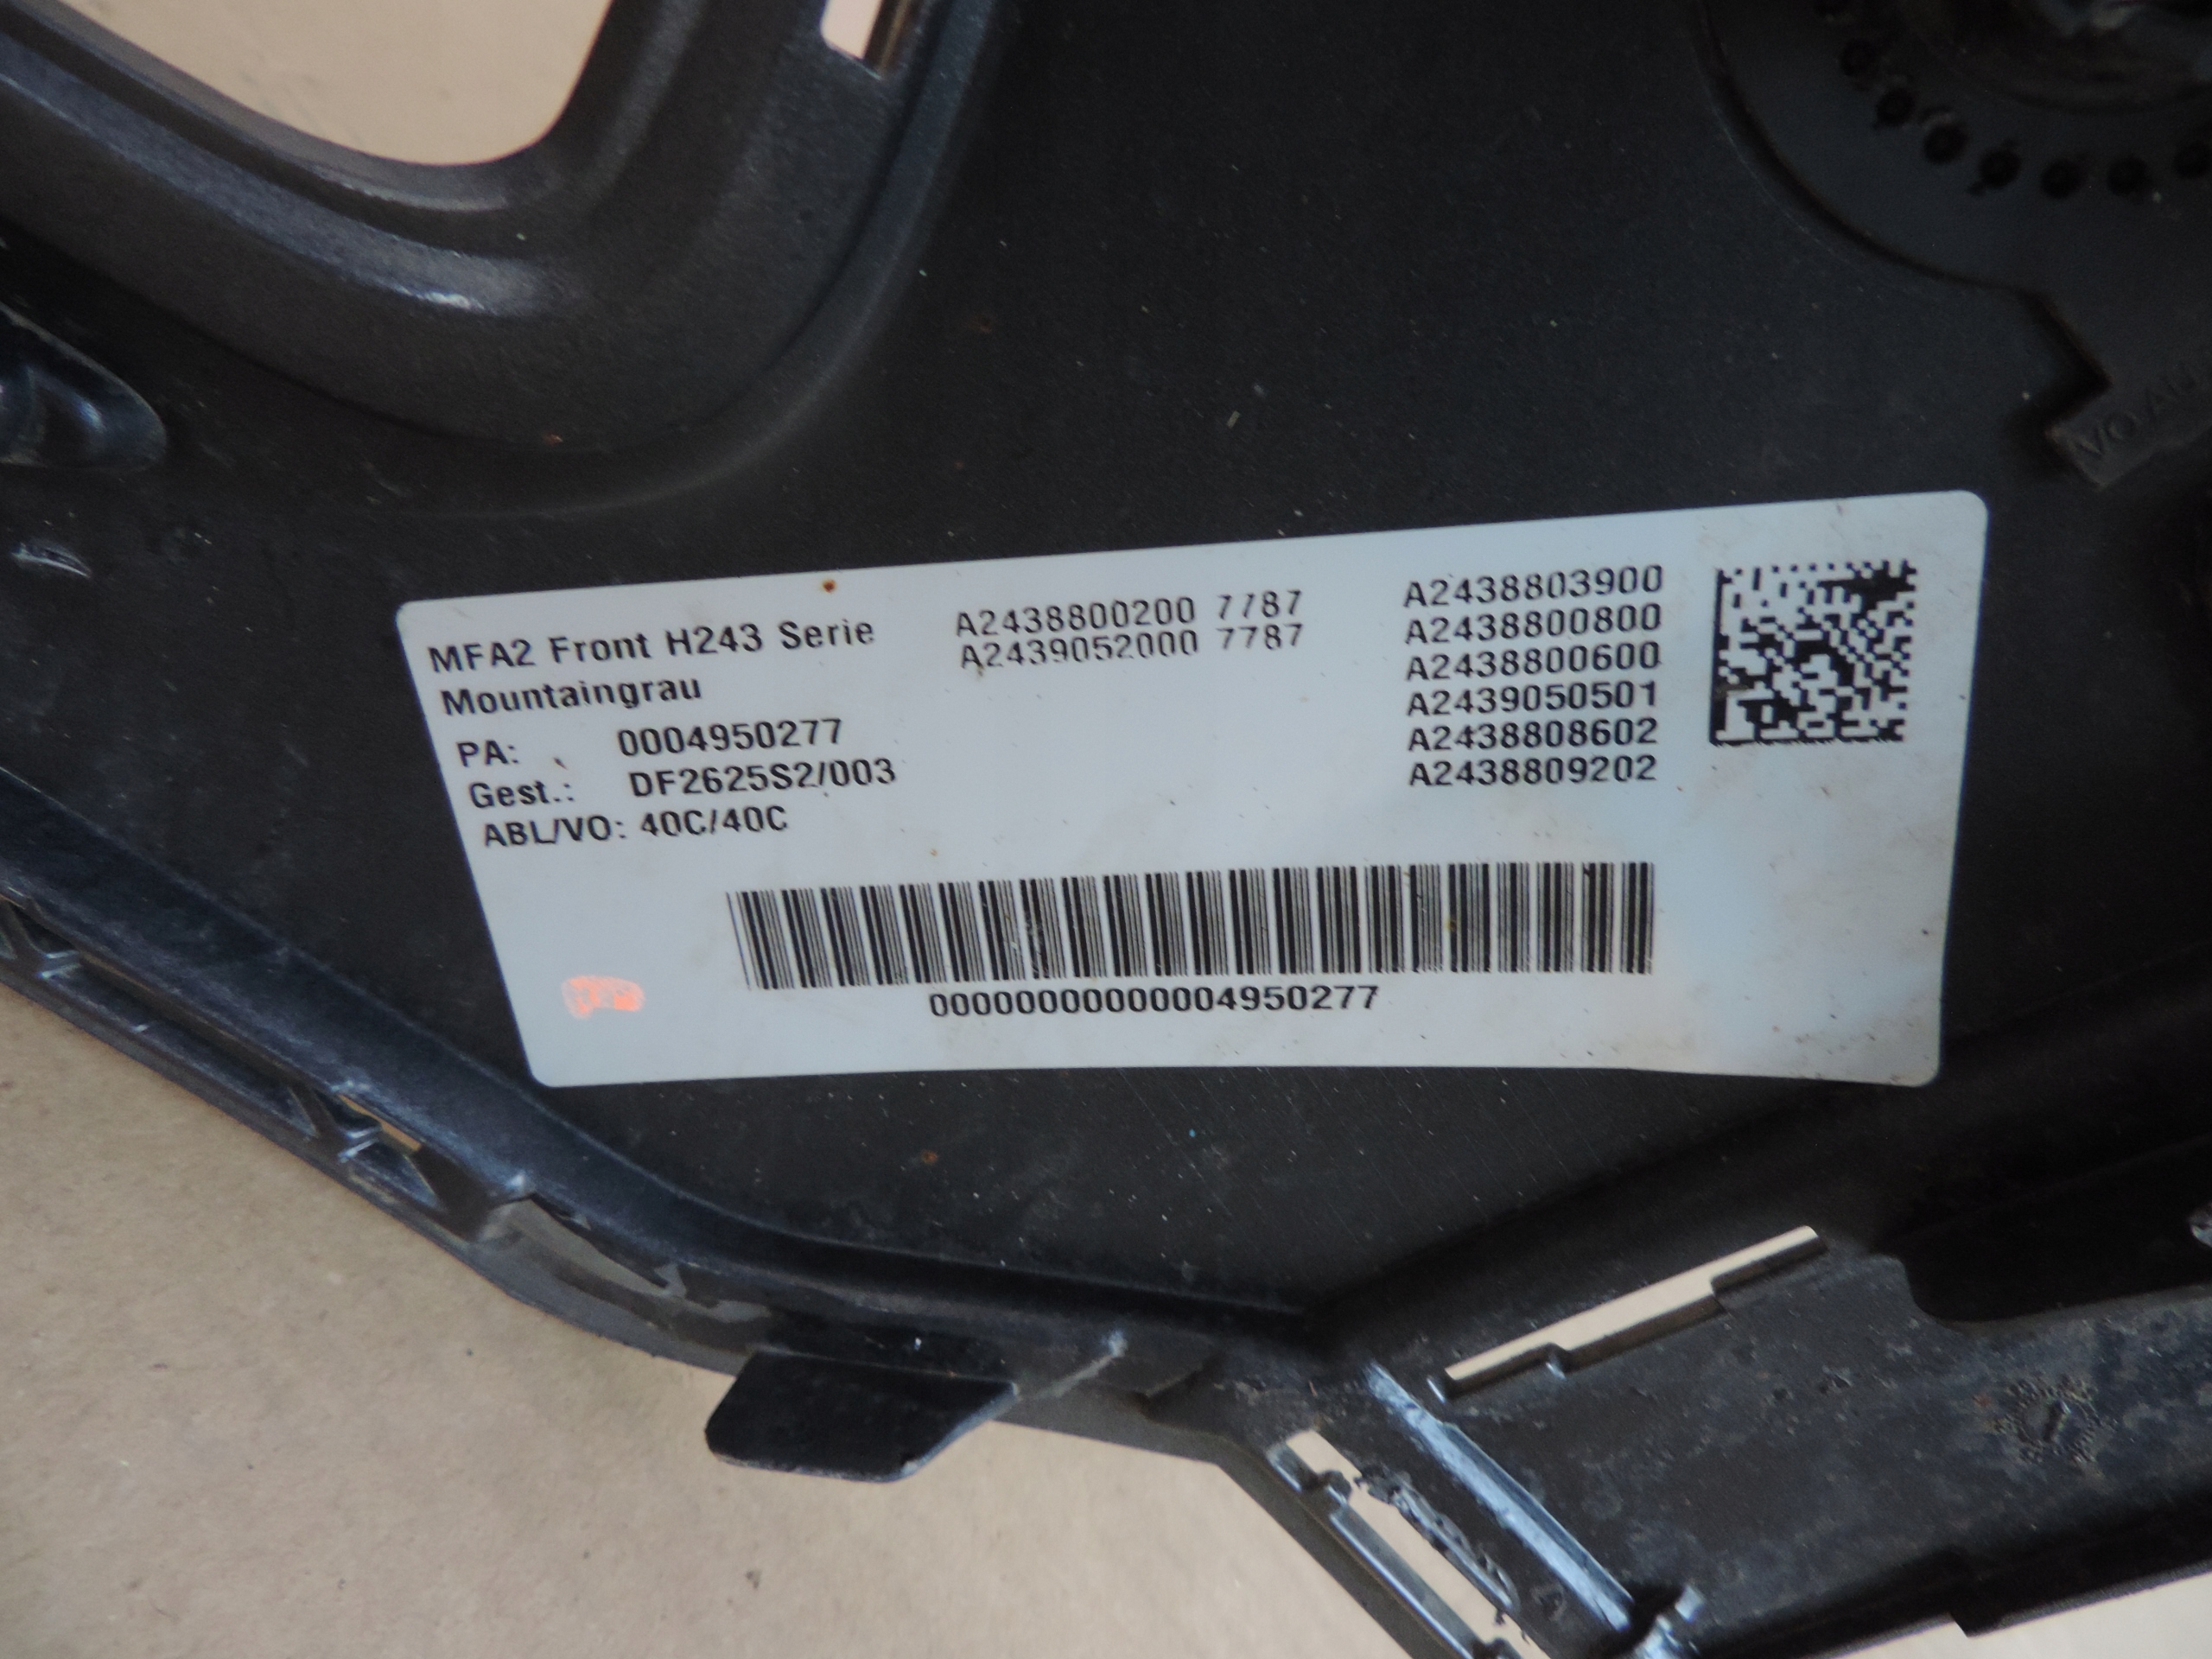 MFA2 Front H243 Serie
Mountaingrau
PA: 0004950277
Gest.: DF2625S2/003
ABL/VO: 40C/40C
A2438800200 7787
A2439052000 7787
A2438803900
A2438800800
A2438800600
A2439050501
A2438808602
A2438809202
00000000000004950277